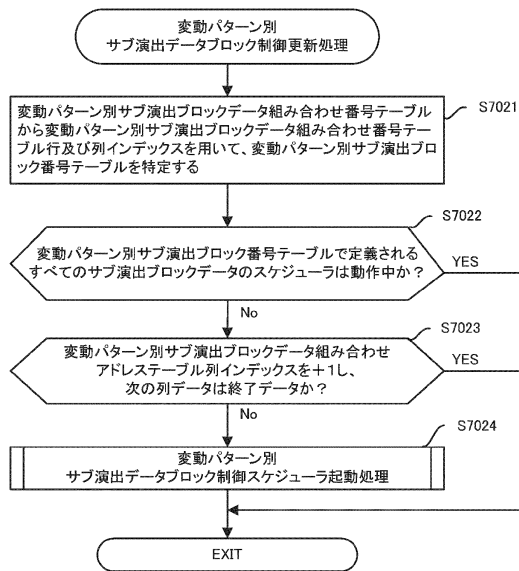 変動パターン別
サブ演出データブロック制御更新処理
S7021
変動パターン別サブ演出ブロックデータ組み合わせ番号テーブル
から変動パターン別サブ演出ブロックデータ組み合わせ番号テー
ブル行及び列インデックスを用いて、変動パターン別サブ演出ブロ
ック番号テーブルを特定する
S7022
変動パターン別サブ演出ブロック番号テーブルで定義される
すべてのサブ演出ブロックデータのスケジューラは動作中か?
YES
No
S7023
変動パターン別サブ演出ブロックデータ組み合わせ
アドレステーブル列インデックスを+1し、
次の列データは終了データか?
YES
No
S7024
変動パターン別
サブ演出データブロック制御スケジューラ起動処理
EXIT